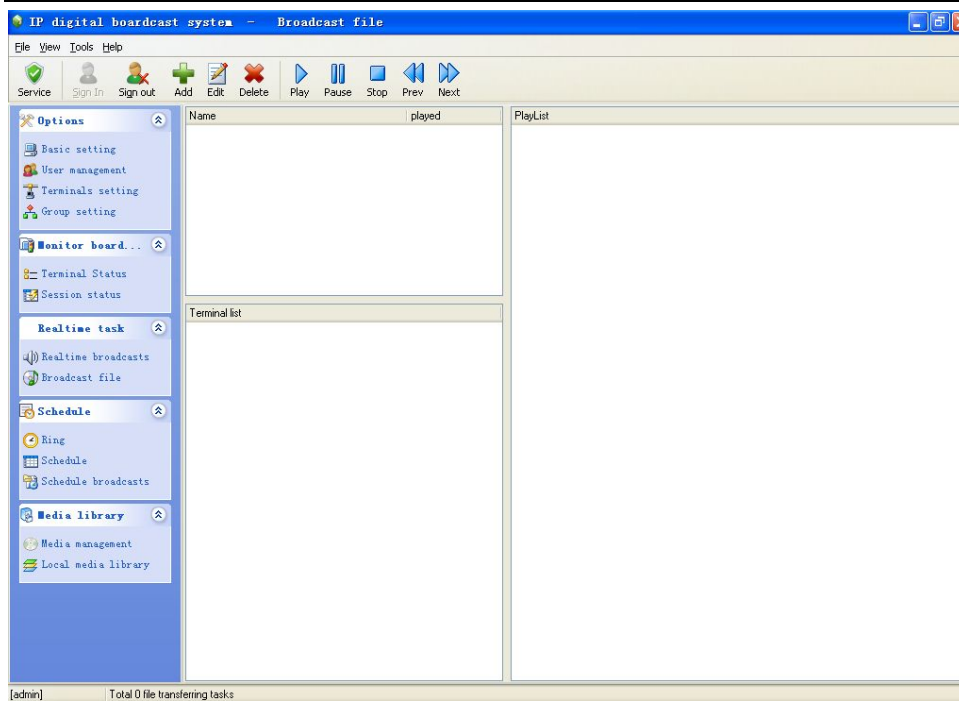 IP digital boardcast system - Broadcast file
File View Tools Help
Service Sign In Sign out Add Edit Delete Play Pause Stop Prev Next
Options
Basic setting
User management
Terminals setting
Group setting
Monitor board...
Terminal Status
Session status
Realtime task
Realtime broadcasts
Broadcast file
Schedule
Ring
Schedule
Schedule broadcasts
Media library
Media management
Local media library
Name played
Terminal list
PlayList
[admin] Total 0 file transferring tasks